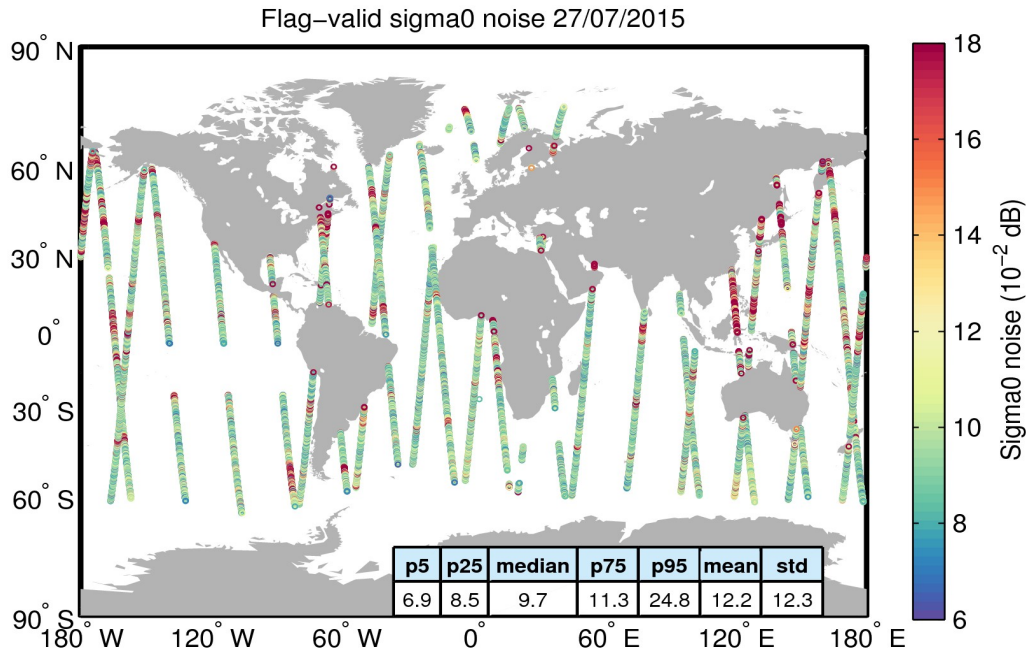 Flag−valid sigma0 noise 27/07/2015
90° N
60° N
30° N
0°
30° S
60° S
90° S
180° W
120° W
60° W
0°
60° E
120° E
180° E
p5 p25 median p75 p95 mean std
6.9 8.5 9.7 11.3 24.8 12.2 12.3
18
16
14
12
10
8
6
Sigma0 noise (10⁻² dB)